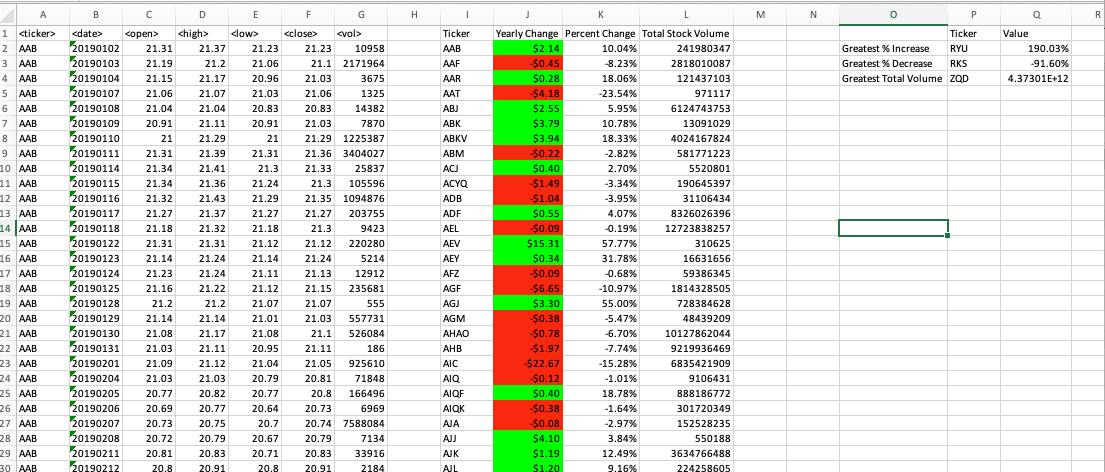 A B C D E F G H I J K L M N O P Q R
1 <ticker> <date> <open> <high> <low> <close> <vol> Ticker Yearly Change Percent Change Total Stock Volume Ticker Value
2 AAB 20190102 21.31 21.37 21.23 21.23 10958 AAB $2.14 10.04% 241980347 Greatest % Increase RYU 190.03%
3 AAB 20190103 21.19 21.2 21.06 21.1 2171964 AAF -$0.45 -8.23% 2818010087 Greatest % Decrease RKS -91.60%
4 AAB 20190104 21.15 21.17 20.96 21.03 3675 AAR $0.28 18.06% 121437103 Greatest Total Volume ZQD 4.37301E+12
5 AAB 20190107 21.06 21.07 21.03 21.06 1325 AAT -$4.18 -23.54% 971117
6 AAB 20190108 21.04 21.04 20.83 20.83 14382 ABJ $2.55 5.95% 6124743753
7 AAB 20190109 20.91 21.11 20.91 21.03 7870 ABK $3.79 10.78% 13091029
8 AAB 20190110 21 21.29 21 21.29 1225387 ABKV $3.94 18.33% 4024167824
9 AAB 20190111 21.31 21.39 21.31 21.36 3404027 ABM -$0.22 -2.82% 581771223
10 AAB 20190114 21.34 21.41 21.3 21.33 25837 ACJ $0.40 2.70% 5520801
11 AAB 20190115 21.34 21.36 21.24 21.3 105596 ACYQ -$1.49 -3.34% 190645397
12 AAB 20190116 21.32 21.43 21.29 21.35 1094876 ADB -$1.04 -3.95% 31106434
13 AAB 20190117 21.27 21.37 21.27 21.27 203755 ADF $0.55 4.07% 8326026396
14 AAB 20190118 21.18 21.32 21.18 21.3 9423 AEL -$0.09 -0.19% 12723838257
15 AAB 20190122 21.31 21.31 21.12 21.12 220280 AEV $15.31 57.77% 310625
16 AAB 20190123 21.14 21.24 21.14 21.24 5214 AEY $0.34 31.78% 16631656
17 AAB 20190124 21.23 21.24 21.11 21.13 12912 AFZ -$0.09 -0.68% 59386345
18 AAB 20190125 21.16 21.22 21.12 21.15 235681 AGF -$6.65 -10.97% 1814328505
19 AAB 20190128 21.2 21.2 21.07 21.07 555 AGJ $3.30 55.00% 728384628
20 AAB 20190129 21.14 21.14 21.01 21.03 557731 AGM -$0.38 -5.47% 48439209
21 AAB 20190130 21.08 21.17 21.08 21.1 526084 AHAO -$0.78 -6.70% 10127862044
22 AAB 20190131 21.03 21.11 20.95 21.11 186 AHB -$1.97 -7.74% 9219936469
23 AAB 20190201 21.09 21.12 21.04 21.05 925610 AIC -$22.67 -15.28% 6835421909
24 AAB 20190204 21.03 21.03 20.79 20.81 71848 AIQ -$0.12 -1.01% 9106431
25 AAB 20190205 20.77 20.82 20.77 20.8 166496 AIQF $0.40 18.78% 888186772
26 AAB 20190206 20.69 20.77 20.64 20.73 6969 AIQK -$0.38 -1.64% 301720349
27 AAB 20190207 20.73 20.75 20.7 20.74 7588084 AJA -$0.08 -2.97% 152528235
28 AAB 20190208 20.72 20.79 20.67 20.79 7134 AJJ $4.10 3.84% 550188
29 AAB 20190211 20.81 20.83 20.71 20.83 33916 AJK $1.19 12.49% 3634766488
30 AAB 20190212 20.8 20.91 20.8 20.91 2184 AJL $1.20 9.16% 224258605